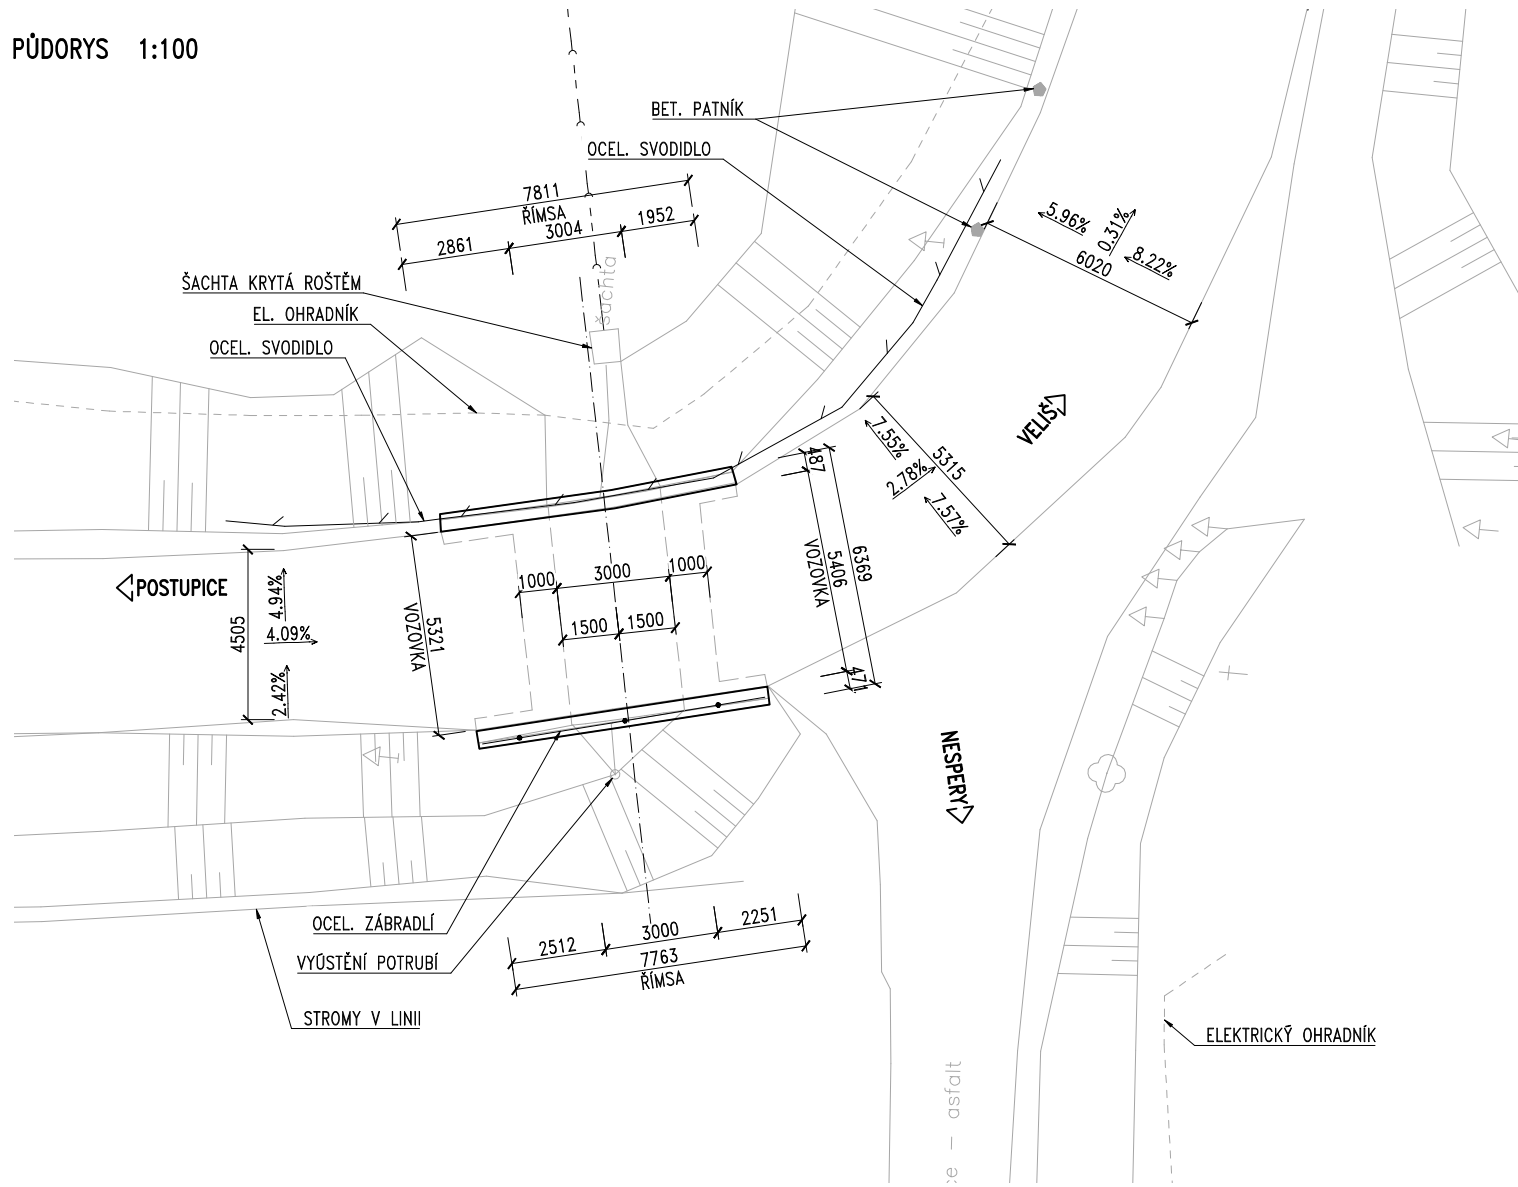 PŮDORYS 1:100
BET. PATNÍK
OCEL. SVODIDLO
7811
ŘÍMSA
2861
3004
1952
5.96%
0.31%
8.22%
6020
šachta
ŠACHTA KRYTÁ ROŠTĚM
EL. OHRADNÍK
OCEL. SVODIDLO
VELIŠ
7.55%
5315
2.78%
7.57%
487
6369
5406
VOZOVKA
471
1000
3000
1000
1500
1500
POSTUPICE
4505
4.94%
4.09%
2.42%
5321
VOZOVKA
NESPERY
OCEL. ZÁBRADLÍ
VYÚSTĚNÍ POTRUBÍ
STROMY V LINII
2512
3000
2251
7763
ŘÍMSA
ELEKTRICKÝ OHRADNÍK
ce – asfalt